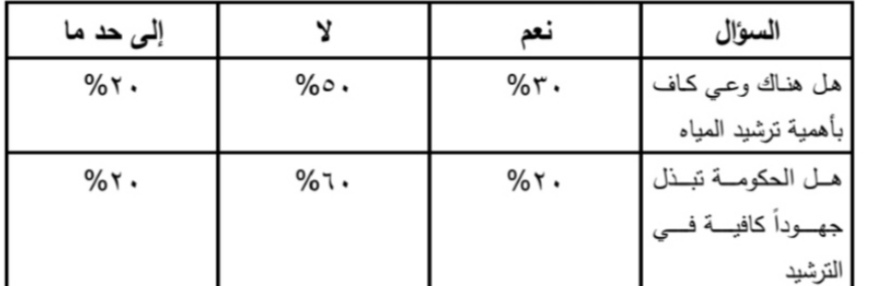 السؤال نعم لا إلى حد ما
هل هناك وعي كاف %٣٠ %٥٠ %٢٠
بأهمية ترشيد المياه
هل الحكومة تبذل %٢٠ %٦٠ %٢٠
جهوداً كافية في
الترشيد